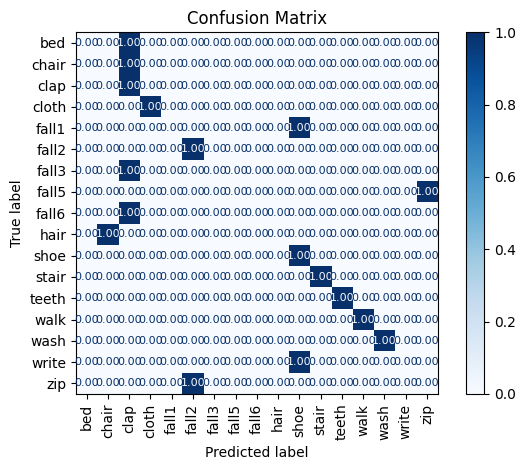 Confusion Matrix
bed 0.00 0.00 1.00 0.00 0.00 0.00 0.00 0.00 0.00 0.00 0.00 0.00 0.00 0.00 0.00 0.00 0.00
chair 0.00 0.00 1.00 0.00 0.00 0.00 0.00 0.00 0.00 0.00 0.00 0.00 0.00 0.00 0.00 0.00 0.00
clap 0.00 0.00 1.00 0.00 0.00 0.00 0.00 0.00 0.00 0.00 0.00 0.00 0.00 0.00 0.00 0.00 0.00
cloth 0.00 0.00 0.00 1.00 0.00 0.00 0.00 0.00 0.00 0.00 0.00 0.00 0.00 0.00 0.00 0.00 0.00
fall1 0.00 0.00 0.00 0.00 0.00 0.00 0.00 0.00 0.00 0.00 1.00 0.00 0.00 0.00 0.00 0.00 0.00
fall2 0.00 0.00 0.00 0.00 0.00 1.00 0.00 0.00 0.00 0.00 0.00 0.00 0.00 0.00 0.00 0.00 0.00
fall3 0.00 0.00 1.00 0.00 0.00 0.00 0.00 0.00 0.00 0.00 0.00 0.00 0.00 0.00 0.00 0.00 0.00
fall5 0.00 0.00 0.00 0.00 0.00 0.00 0.00 0.00 0.00 0.00 0.00 0.00 0.00 0.00 0.00 0.00 1.00
fall6 0.00 0.00 1.00 0.00 0.00 0.00 0.00 0.00 0.00 0.00 0.00 0.00 0.00 0.00 0.00 0.00 0.00
hair 0.00 1.00 0.00 0.00 0.00 0.00 0.00 0.00 0.00 0.00 0.00 0.00 0.00 0.00 0.00 0.00 0.00
shoe 0.00 0.00 0.00 0.00 0.00 0.00 0.00 0.00 0.00 0.00 1.00 0.00 0.00 0.00 0.00 0.00 0.00
stair 0.00 0.00 0.00 0.00 0.00 0.00 0.00 0.00 0.00 0.00 0.00 1.00 0.00 0.00 0.00 0.00 0.00
teeth 0.00 0.00 0.00 0.00 0.00 0.00 0.00 0.00 0.00 0.00 0.00 0.00 1.00 0.00 0.00 0.00 0.00
walk 0.00 0.00 0.00 0.00 0.00 0.00 0.00 0.00 0.00 0.00 0.00 0.00 0.00 1.00 0.00 0.00 0.00
wash 0.00 0.00 0.00 0.00 0.00 0.00 0.00 0.00 0.00 0.00 0.00 0.00 0.00 0.00 1.00 0.00 0.00
write 0.00 0.00 0.00 0.00 0.00 0.00 0.00 0.00 0.00 0.00 1.00 0.00 0.00 0.00 0.00 0.00 0.00
zip 0.00 0.00 0.00 0.00 0.00 1.00 0.00 0.00 0.00 0.00 0.00 0.00 0.00 0.00 0.00 0.00 0.00
True label
bed chair clap cloth fall1 fall2 fall3 fall5 fall6 hair shoe stair teeth walk wash write zip
Predicted label
1.0
0.8
0.6
0.4
0.2
0.0